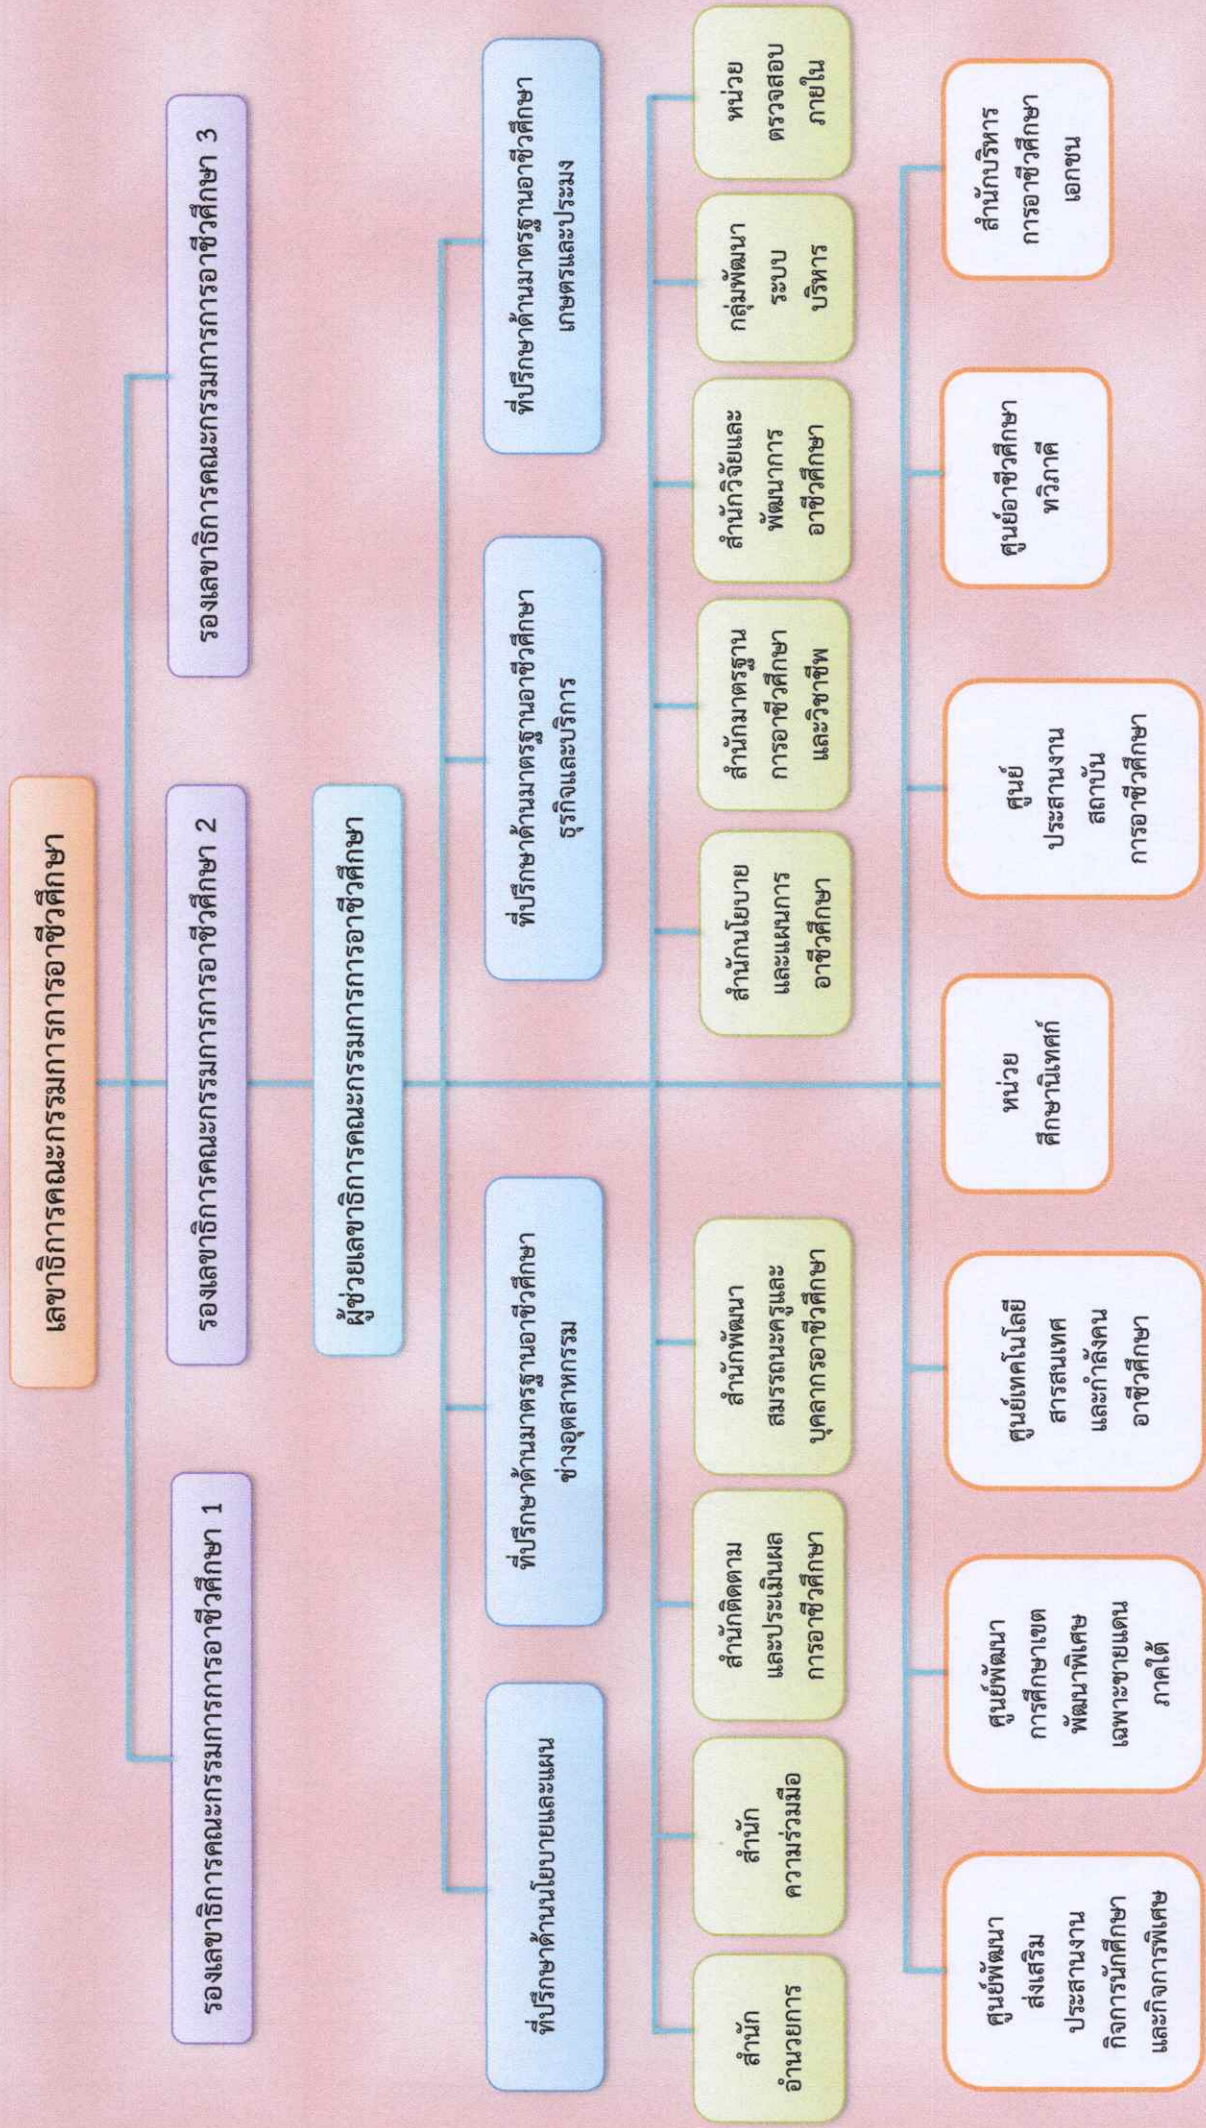 เลขาธิการคณะกรรมการการอาชีวศึกษา
รองเลขาธิการคณะกรรมการการอาชีวศึกษา 1
รองเลขาธิการคณะกรรมการการอาชีวศึกษา 2
รองเลขาธิการคณะกรรมการการอาชีวศึกษา 3
ผู้ช่วยเลขาธิการคณะกรรมการการอาชีวศึกษา
ที่ปรึกษาด้านนโยบายและแผน
ที่ปรึกษาด้านมาตรฐานอาชีวศึกษา
ช่างอุตสาหกรรม
ที่ปรึกษาด้านมาตรฐานอาชีวศึกษา
ธุรกิจและบริการ
ที่ปรึกษาด้านมาตรฐานอาชีวศึกษา
เกษตรและประมง
สำนัก
อำนวยการ
สำนัก
ความร่วมมือ
สำนักติดตาม
และประเมินผล
การอาชีวศึกษา
สำนักพัฒนา
สมรรถนะครูและ
บุคลากรอาชีวศึกษา
สำนักนโยบาย
และแผนการ
อาชีวศึกษา
สำนักมาตรฐาน
การอาชีวศึกษา
และวิชาชีพ
สำนักวิจัยและ
พัฒนาการ
อาชีวศึกษา
กลุ่มพัฒนา
ระบบ
บริหาร
หน่วย
ตรวจสอบ
ภายใน
ศูนย์พัฒนา
ส่งเสริม
ประสานงาน
กิจการนักศึกษา
และกิจการพิเศษ
ศูนย์พัฒนา
การศึกษาเขต
พัฒนาพิเศษ
เฉพาะชายแดน
ภาคใต้
ศูนย์เทคโนโลยี
สารสนเทศ
และกำลังคน
อาชีวศึกษา
หน่วย
ศึกษานิเทศก์
ศูนย์
ประสานงาน
สถาบัน
การอาชีวศึกษา
ศูนย์อาชีวศึกษา
ทวิภาคี
สำนักบริหาร
การอาชีวศึกษา
เอกชน